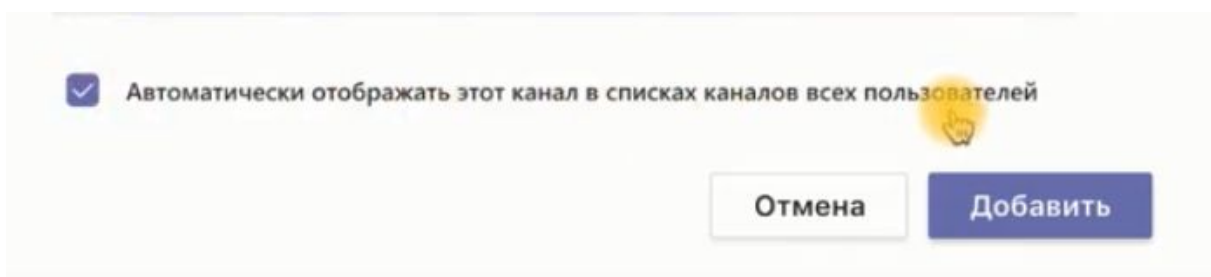 Автоматически отображать этот канал в списках каналов всех пользователей
Отмена
Добавить